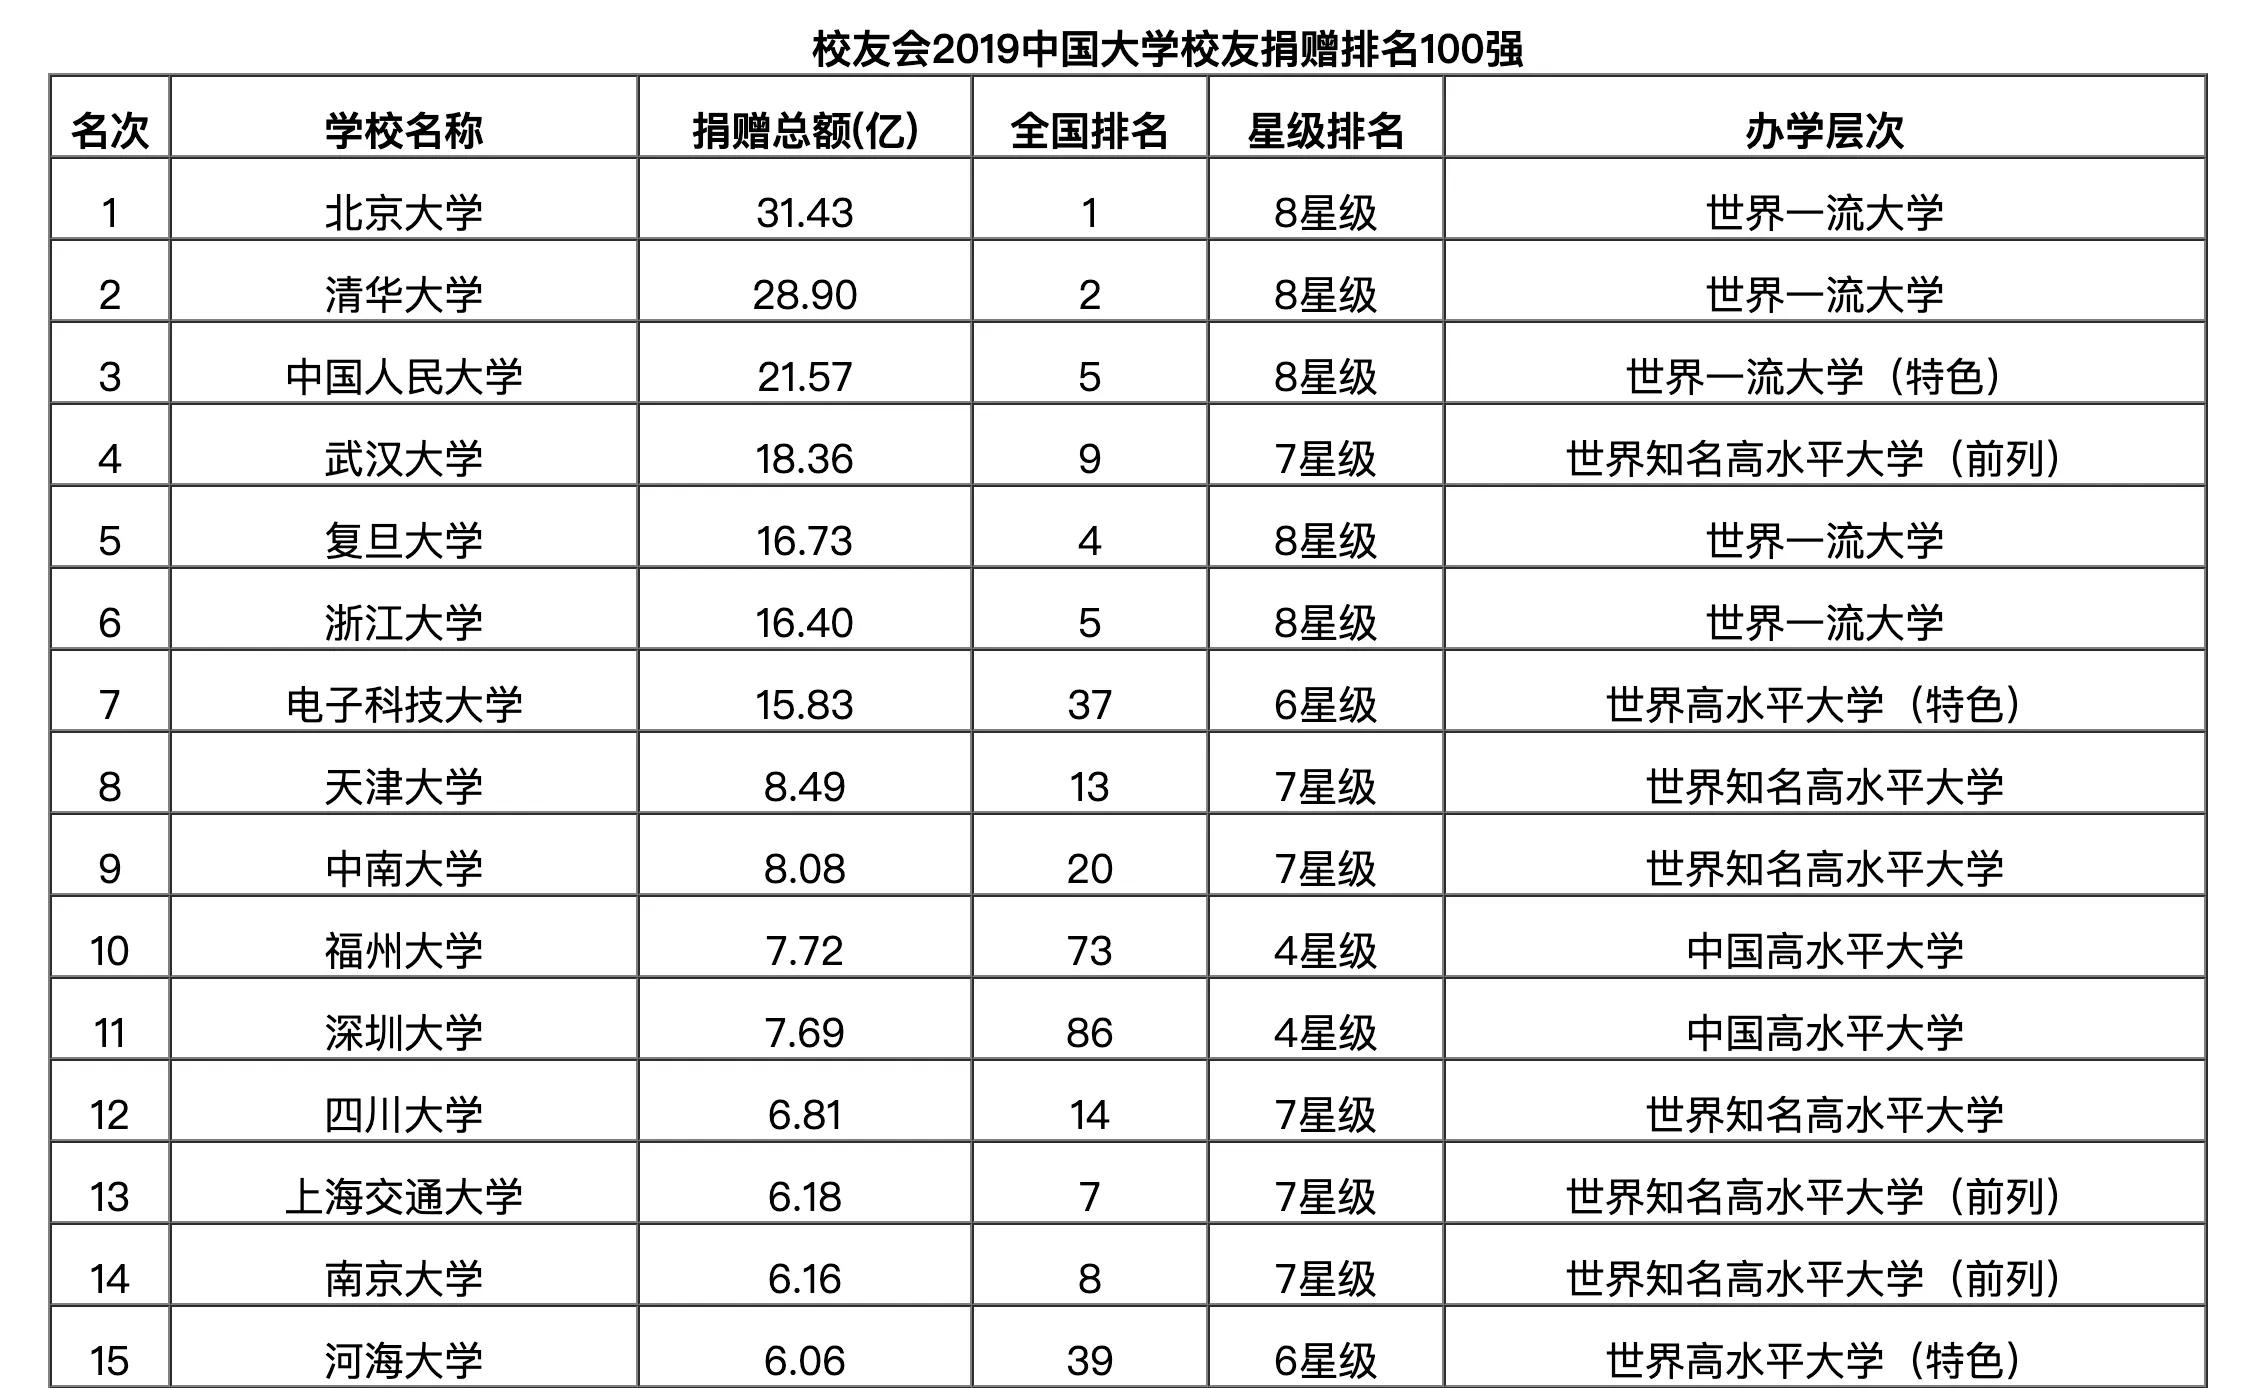 校友会2019中国大学校友捐赠排名100强
名次 学校名称 捐赠总额(亿) 全国排名 星级排名 办学层次
1 北京大学 31.43 1 8星级 世界一流大学
2 清华大学 28.90 2 8星级 世界一流大学
3 中国人民大学 21.57 5 8星级 世界一流大学（特色）
4 武汉大学 18.36 9 7星级 世界知名高水平大学（前列）
5 复旦大学 16.73 4 8星级 世界一流大学
6 浙江大学 16.40 5 8星级 世界一流大学
7 电子科技大学 15.83 37 6星级 世界高水平大学（特色）
8 天津大学 8.49 13 7星级 世界知名高水平大学
9 中南大学 8.08 20 7星级 世界知名高水平大学
10 福州大学 7.72 73 4星级 中国高水平大学
11 深圳大学 7.69 86 4星级 中国高水平大学
12 四川大学 6.81 14 7星级 世界知名高水平大学
13 上海交通大学 6.18 7 7星级 世界知名高水平大学（前列）
14 南京大学 6.16 8 7星级 世界知名高水平大学（前列）
15 河海大学 6.06 39 6星级 世界高水平大学（特色）